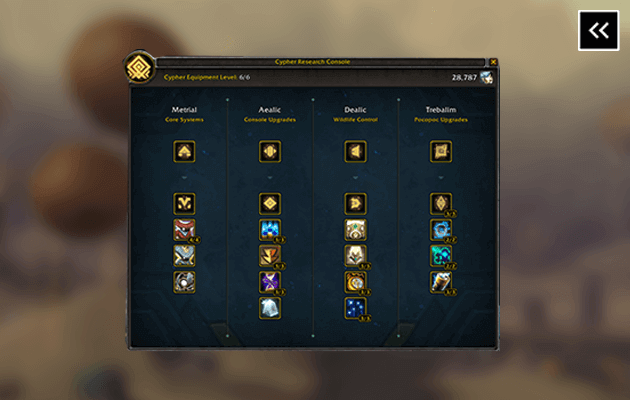 Cypher Research Console
Cypher Equipment Level: 6/6
28,787
Metrial
Core Systems
Aealic
Console Upgrades
Dealic
Wildlife Control
Trebalim
Pocopoc Upgrades